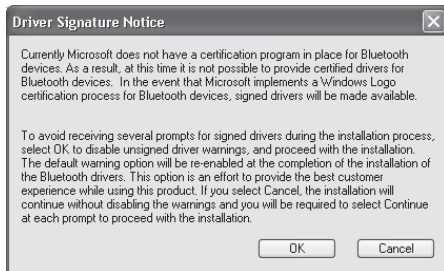 Driver Signature Notice
Currently Microsoft does not have a certification program in place for Bluetooth
devices. As a result, at this time it is not possible to provide certified drivers for
Bluetooth devices. In the event that Microsoft implements a Windows Logo
certification process for Bluetooth devices, signed drivers will be made available.
To avoid receiving several prompts for signed drivers during the installation process,
select OK to disable unsigned driver warnings, and proceed with the installation.
The default warning option will be re-enabled at the completion of the installation of
the Bluetooth drivers. This option is an effort to provide the best customer
experience while using this product. If you select Cancel, the installation will
continue without disabling the warnings and you will be required to select Continue
at each prompt to proceed with the installation.
OK Cancel